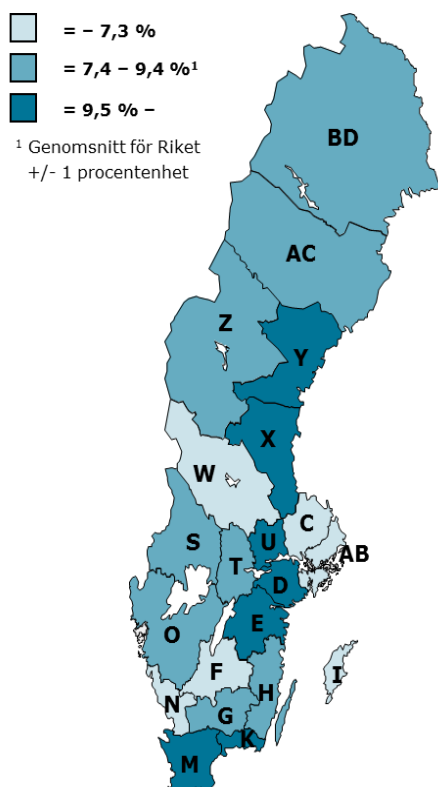 = – 7,3 %
= 7,4 – 9,4 %¹
= 9,5 % –
¹ Genomsnitt för Riket
+/- 1 procentenhet
BD
AC
Z
Y
X
W
C
S
U
AB
T
D
O
E
F
I
H
N
G
K
M